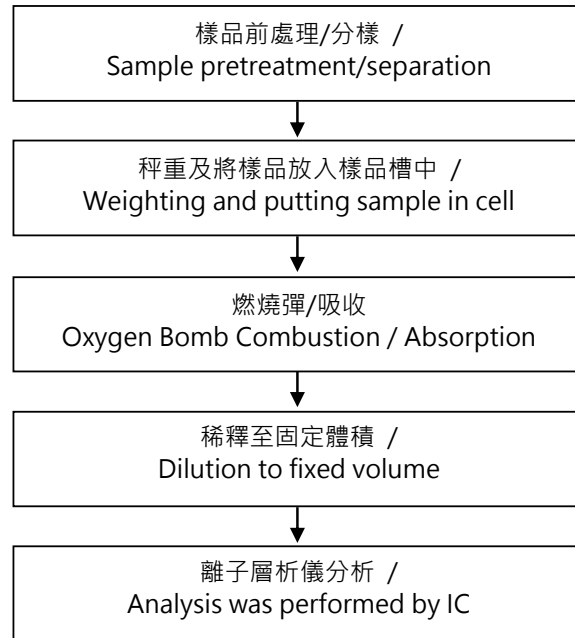 樣品前處理/分樣 /
Sample pretreatment/separation
秤重及將樣品放入樣品槽中 /
Weighting and putting sample in cell
燃燒彈/吸收
Oxygen Bomb Combustion / Absorption
稀釋至固定體積 /
Dilution to fixed volume
離子層析儀分析 /
Analysis was performed by IC